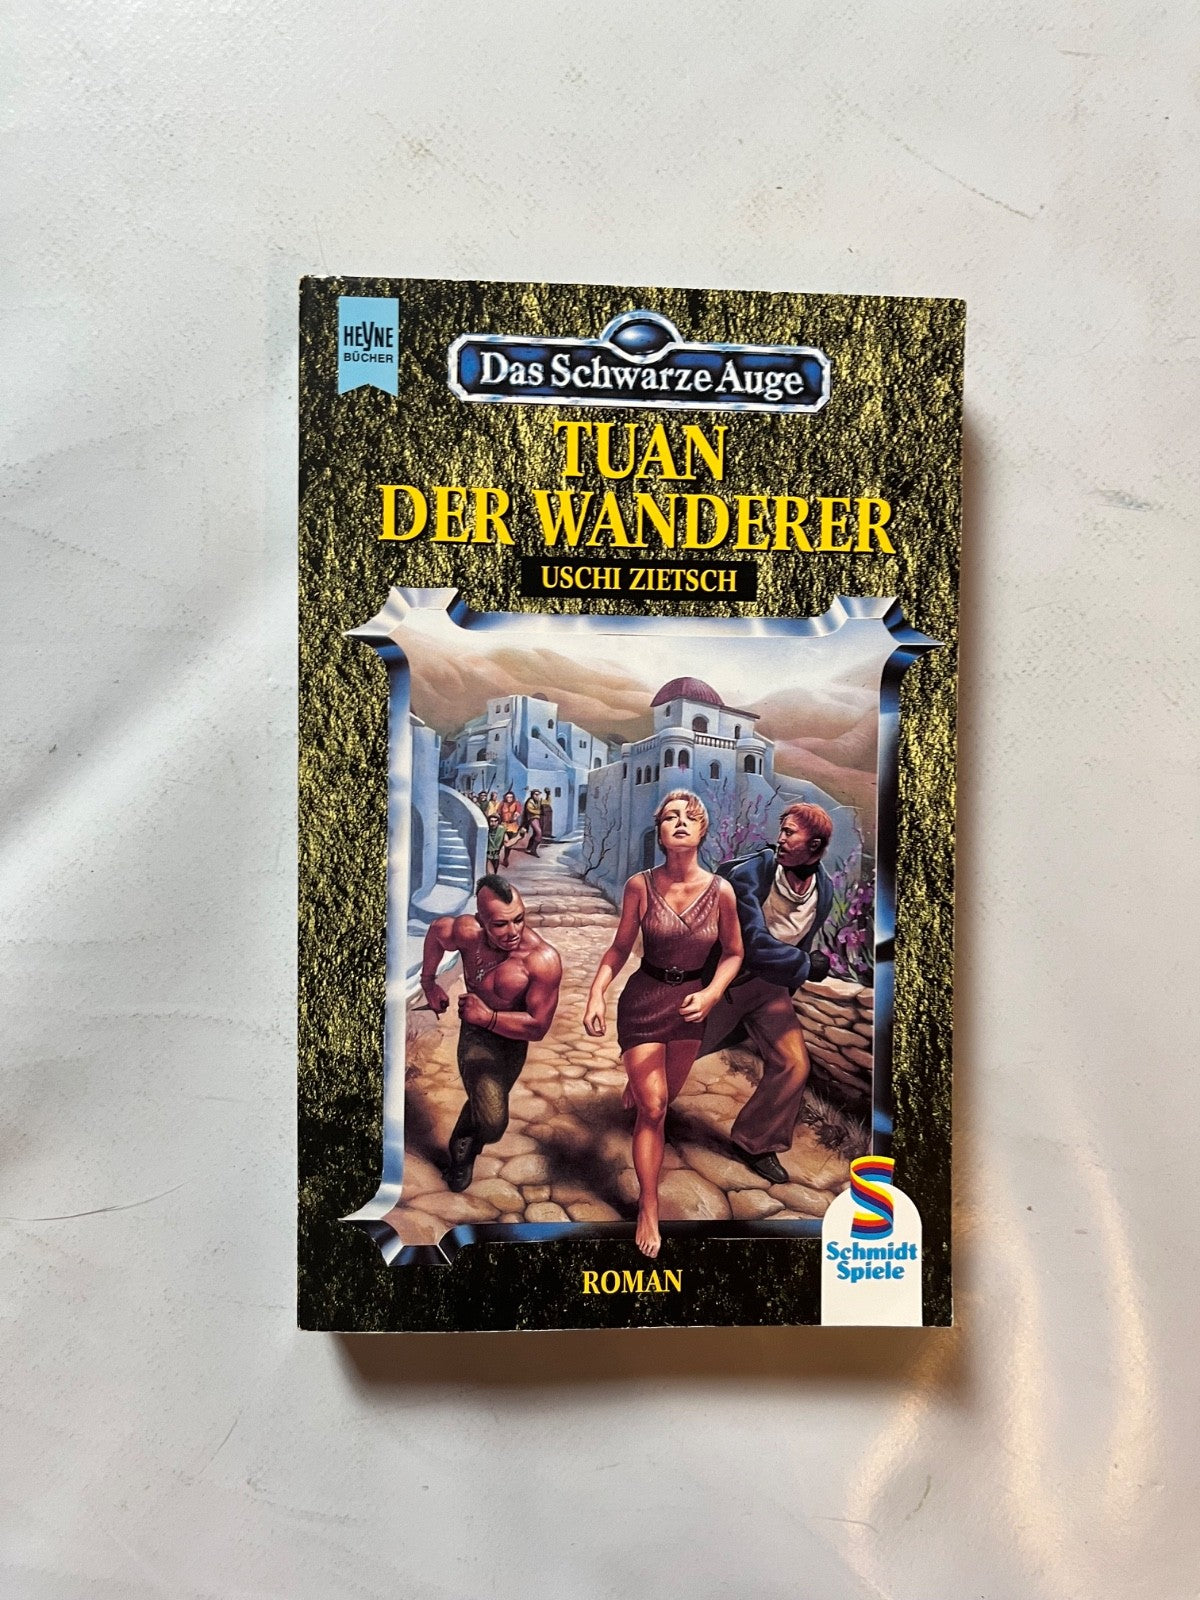 HEYNE
BÜCHER
Das Schwarze Auge
TUAN
DER WANDERER
USCHI ZIETSCH
Schmidt
Spiele
ROMAN